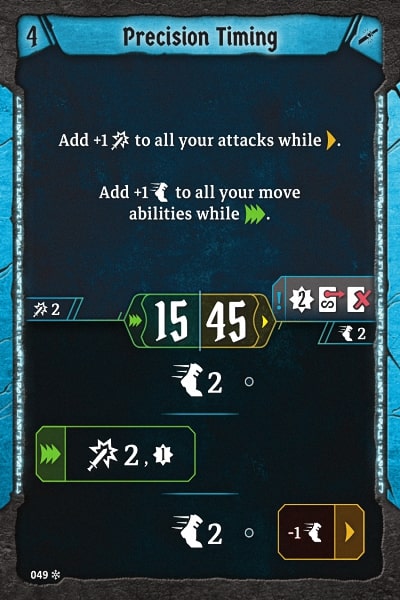 4
Precision Timing
Add +1 to all your attacks while .
Add +1 to all your move
abilities while .
2
15 45
2
2
2
2 , 1
2
-1
049